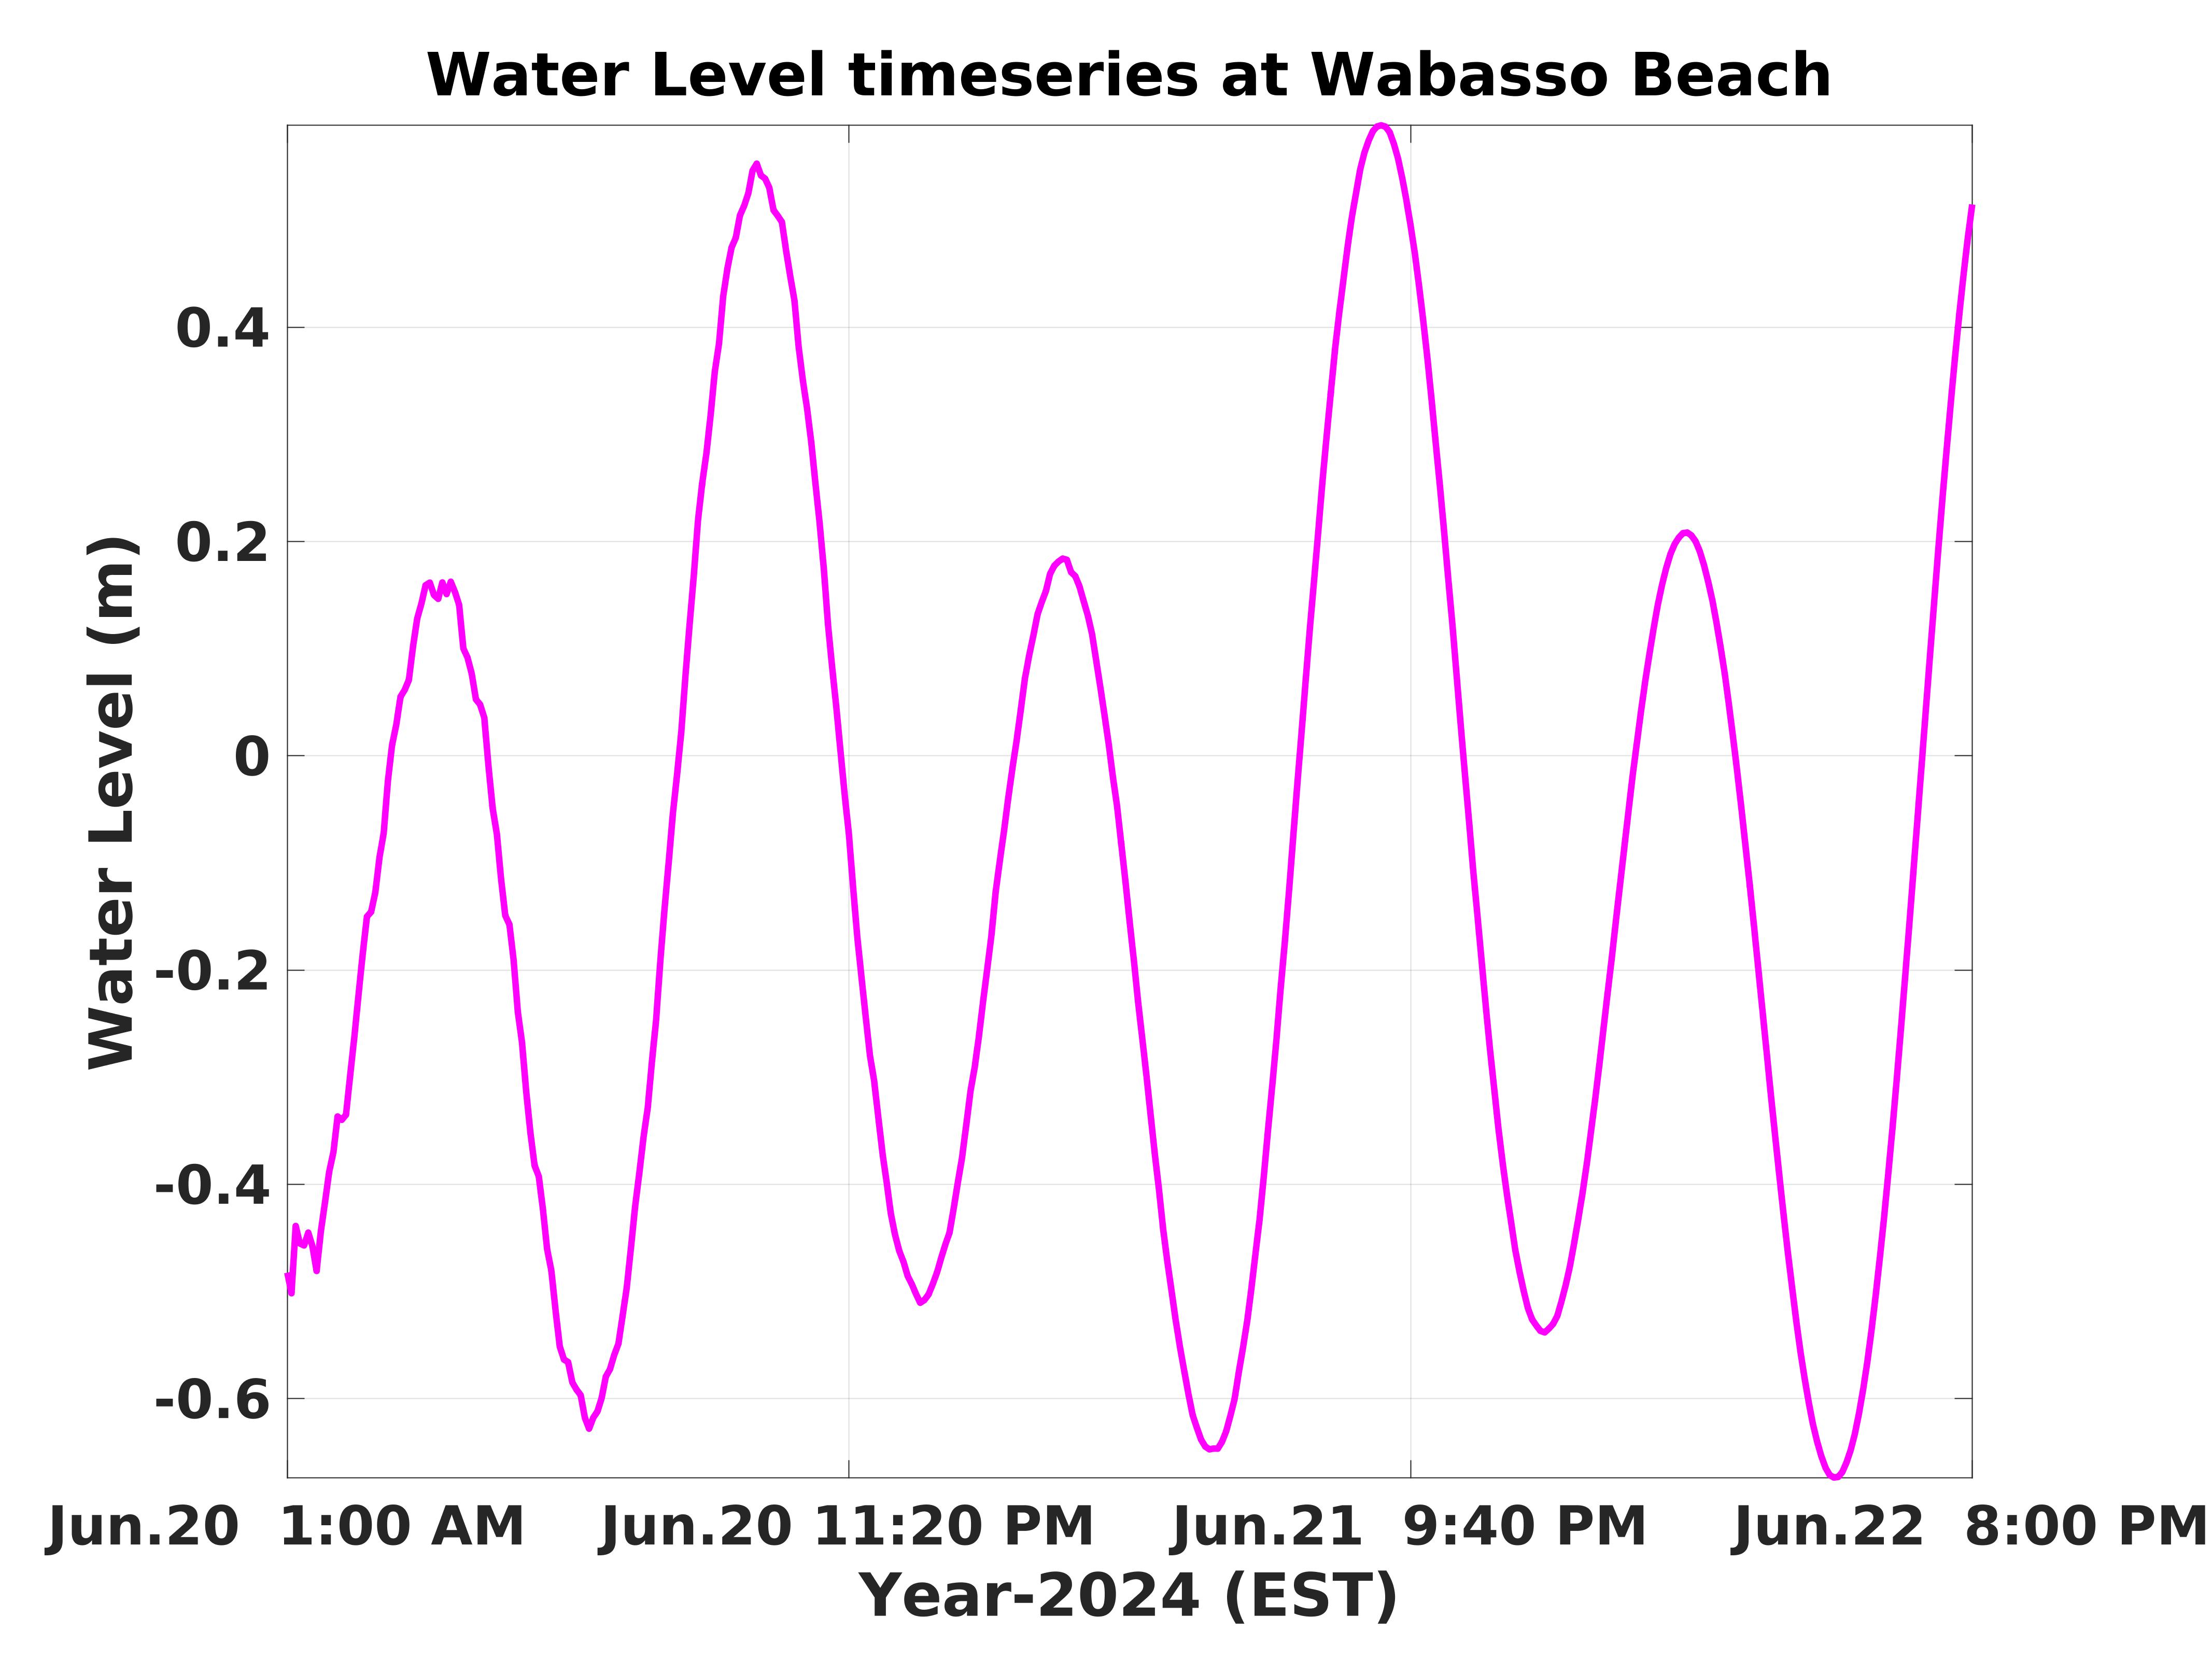 Water Level timeseries at Wabasso Beach
Water Level (m)
0.4
0.2
0
-0.2
-0.4
-0.6
Jun.20 1:00 AM Jun.20 11:20 PM Jun.21 9:40 PM Jun.22 8:00 PM
Year-2024 (EST)